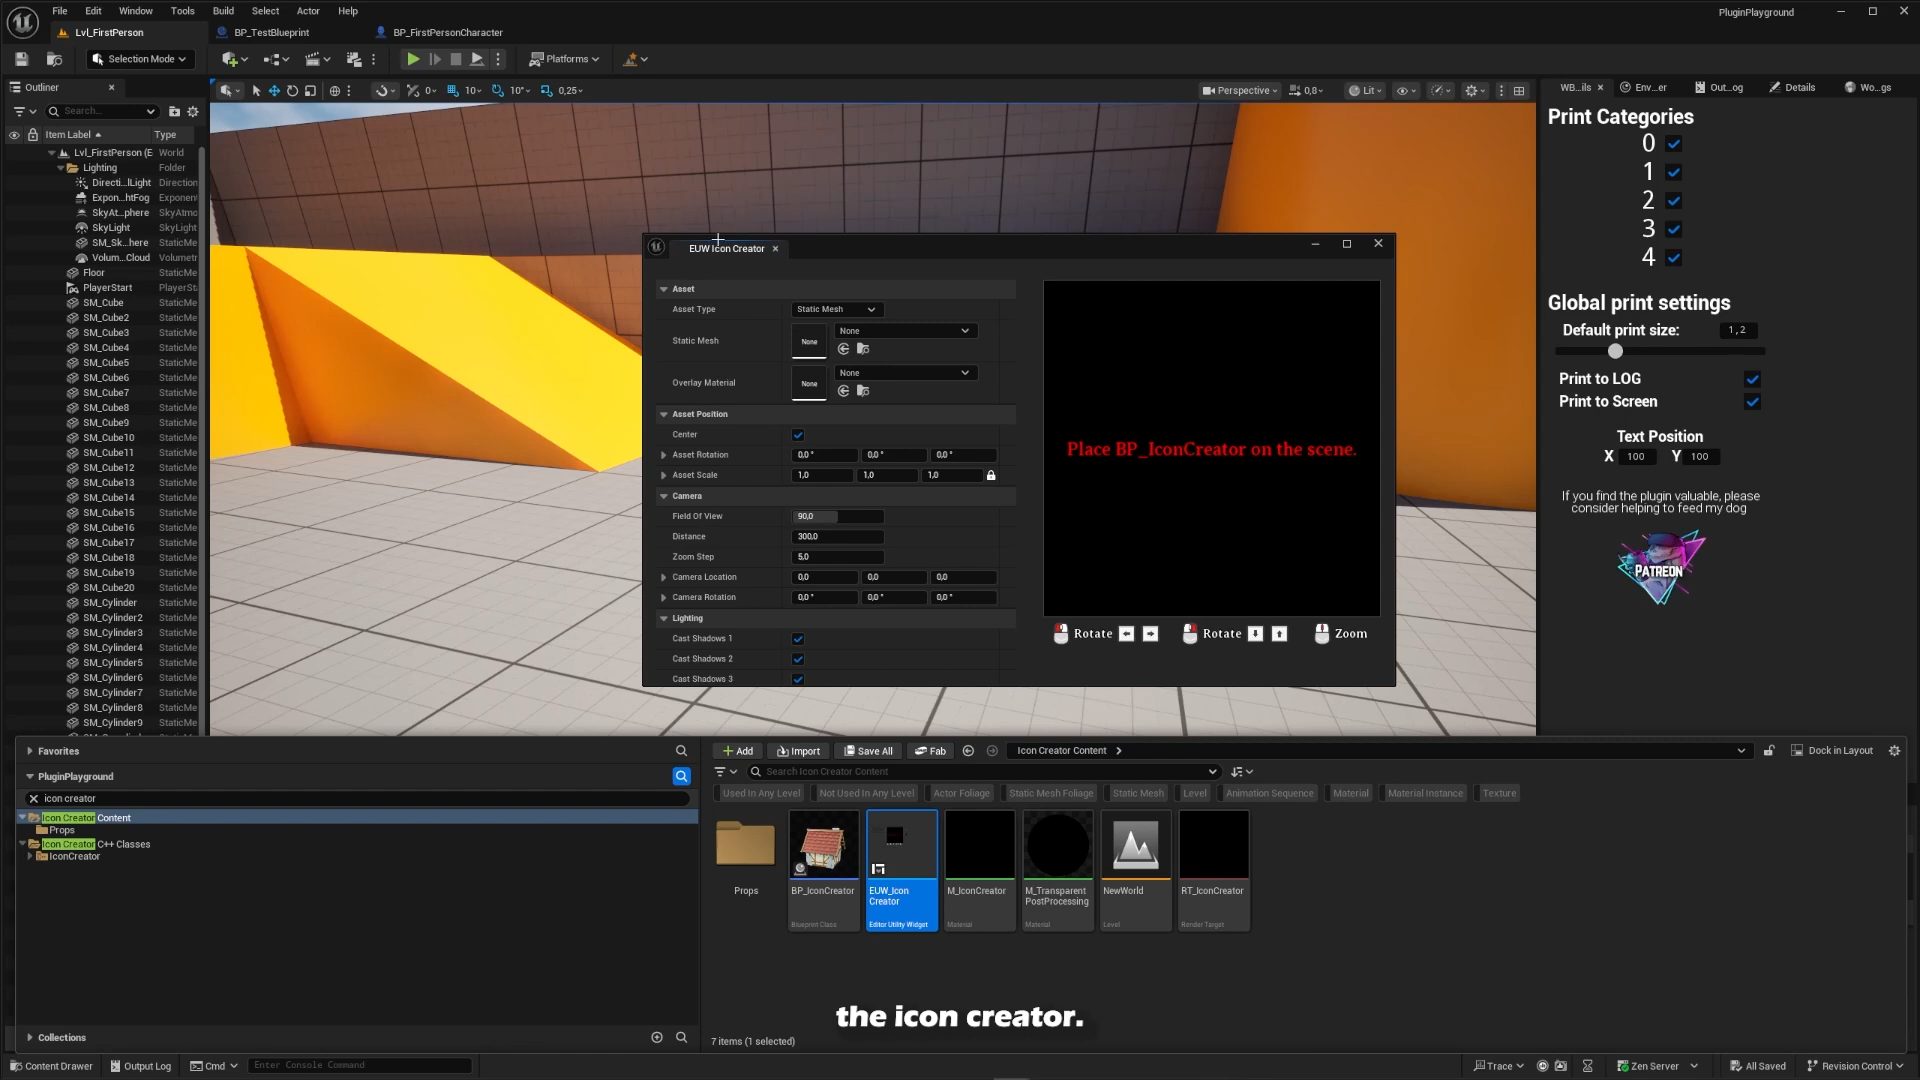 File Edit Window Tools Build Select Actor Help
PluginPlayground
Lvl_FirstPerson
BP_TestBlueprint
BP_FirstPersonCharacter
Selection Mode
Platforms
Outliner
0
10
10°
0,25
Perspective
0,8
Lit
WB...ils
Env...er
Out...og
Details
Wo...gs
Search...
Item Label Type
Lvl_FirstPerson (E World
Lighting Folder
Directi...lLight Direction
Expon...htFog Exponent
SkyAt...phere SkyAtmo
SkyLight SkyLight
SM_Sk...here StaticMe
Volum...Cloud Volumetr
Floor StaticMe
PlayerStart PlayerSt
SM_Cube StaticMe
SM_Cube2 StaticMe
SM_Cube3 StaticMe
SM_Cube4 StaticMe
SM_Cube5 StaticMe
SM_Cube6 StaticMe
SM_Cube7 StaticMe
SM_Cube8 StaticMe
SM_Cube9 StaticMe
SM_Cube10 StaticMe
SM_Cube11 StaticMe
SM_Cube12 StaticMe
SM_Cube13 StaticMe
SM_Cube14 StaticMe
SM_Cube15 StaticMe
SM_Cube16 StaticMe
SM_Cube17 StaticMe
SM_Cube18 StaticMe
SM_Cube19 StaticMe
SM_Cube20 StaticMe
SM_Cylinder StaticMe
SM_Cylinder2 StaticMe
SM_Cylinder3 StaticMe
SM_Cylinder4 StaticMe
SM_Cylinder5 StaticMe
SM_Cylinder6 StaticMe
SM_Cylinder7 StaticMe
SM_Cylinder8 StaticMe
SM_Cylinder9 StaticMe
EUW Icon Creator
Asset
Asset Type Static Mesh
Static Mesh None None
Overlay Material None None
Asset Position
Center
Asset Rotation 0,0 ° 0,0 ° 0,0 °
Asset Scale 1,0 1,0 1,0
Camera
Field Of View 90,0
Distance 300,0
Zoom Step 5,0
Camera Location 0,0 0,0 0,0
Camera Rotation 0,0 ° 0,0 ° 0,0 °
Lighting
Cast Shadows 1
Cast Shadows 2
Cast Shadows 3
Place BP_IconCreator on the scene.
Rotate
Rotate
Zoom
Print Categories
0
1
2
3
4
Global print settings
Default print size: 1,2
Print to LOG
Print to Screen
Text Position
X 100 Y 100
If you find the plugin valuable, please
consider helping to feed my dog
PATREON
Favorites
PluginPlayground
icon creator
Icon Creator Content
Props
Icon Creator C++ Classes
IconCreator
Collections
Add
Import
Save All
Fab
Icon Creator Content
Dock in Layout
Search Icon Creator Content
Used In Any Level
Not Used In Any Level
Actor Foliage
Static Mesh Foliage
Static Mesh
Level
Animation Sequence
Material
Material Instance
Texture
Props
BP_IconCreator
Blueprint Class
EUW_Icon
Creator
Editor Utility Widget
M_IconCreator
Material
M_Transparent
PostProcessing
Material
NewWorld
Level
RT_IconCreator
Render Target
the icon creator.
7 items (1 selected)
Content Drawer
Output Log
Cmd
Enter Console Command
Trace
Zen Server
All Saved
Revision Control